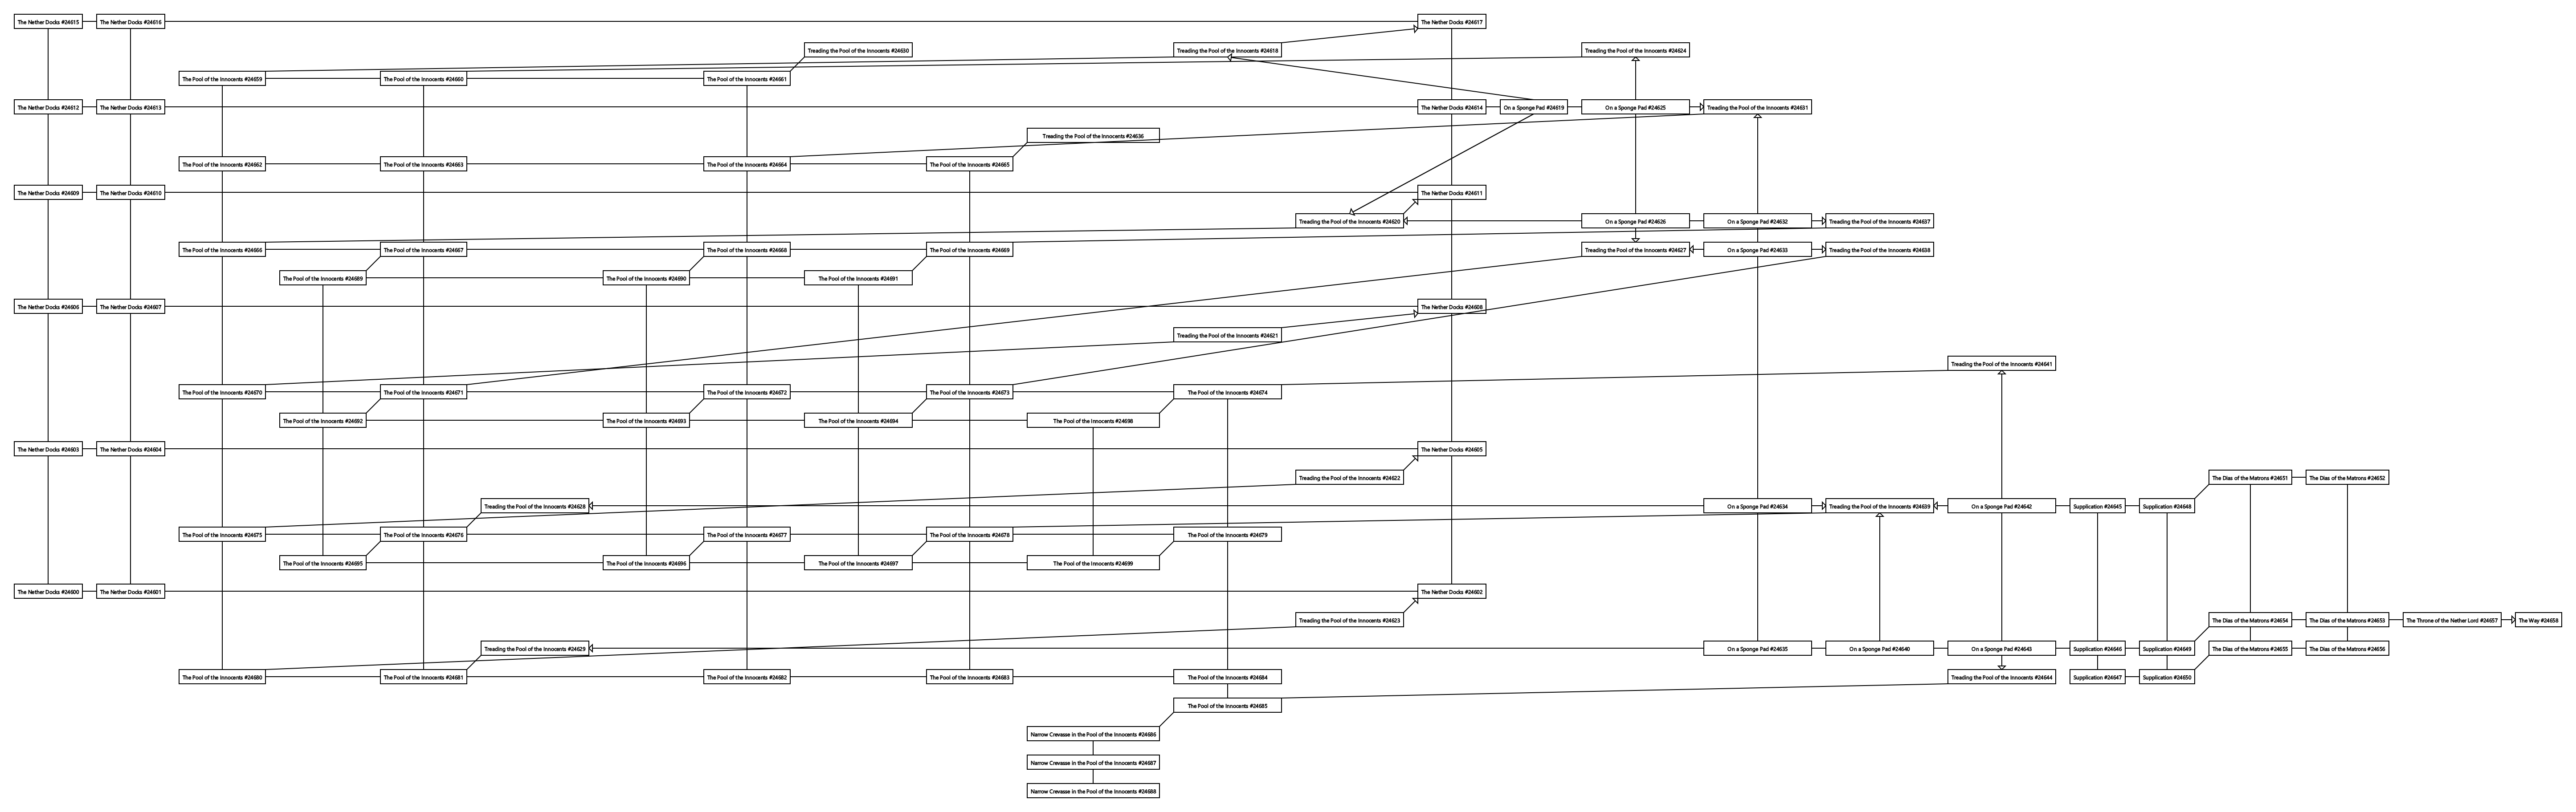 The Nether Docks #24615
The Nether Docks #24616
The Nether Docks #24617
Treading the Pool of the Innocents #24630
Treading the Pool of the Innocents #24618
Treading the Pool of the Innocents #24624
The Pool of the Innocents #24659
The Pool of the Innocents #24660
The Pool of the Innocents #24661
The Nether Docks #24612
The Nether Docks #24613
The Nether Docks #24614
On a Sponge Pad #24619
On a Sponge Pad #24625
Treading the Pool of the Innocents #24631
Treading the Pool of the Innocents #24636
The Pool of the Innocents #24662
The Pool of the Innocents #24663
The Pool of the Innocents #24664
The Pool of the Innocents #24665
The Nether Docks #24609
The Nether Docks #24610
The Nether Docks #24611
Treading the Pool of the Innocents #24620
On a Sponge Pad #24626
On a Sponge Pad #24632
Treading the Pool of the Innocents #24637
The Pool of the Innocents #24666
The Pool of the Innocents #24667
The Pool of the Innocents #24668
The Pool of the Innocents #24669
Treading the Pool of the Innocents #24627
On a Sponge Pad #24633
Treading the Pool of the Innocents #24638
The Pool of the Innocents #24689
The Pool of the Innocents #24690
The Pool of the Innocents #24691
The Nether Docks #24606
The Nether Docks #24607
The Nether Docks #24608
Treading the Pool of the Innocents #24621
Treading the Pool of the Innocents #24641
The Pool of the Innocents #24670
The Pool of the Innocents #24671
The Pool of the Innocents #24672
The Pool of the Innocents #24673
The Pool of the Innocents #24674
The Pool of the Innocents #24692
The Pool of the Innocents #24693
The Pool of the Innocents #24694
The Pool of the Innocents #24698
The Nether Docks #24603
The Nether Docks #24604
The Nether Docks #24605
Treading the Pool of the Innocents #24622
The Dias of the Matrons #24651
The Dias of the Matrons #24652
Treading the Pool of the Innocents #24628
On a Sponge Pad #24634
Treading the Pool of the Innocents #24639
On a Sponge Pad #24642
Supplication #24645
Supplication #24648
The Pool of the Innocents #24675
The Pool of the Innocents #24676
The Pool of the Innocents #24677
The Pool of the Innocents #24678
The Pool of the Innocents #24679
The Pool of the Innocents #24695
The Pool of the Innocents #24696
The Pool of the Innocents #24697
The Pool of the Innocents #24699
The Nether Docks #24600
The Nether Docks #24601
The Nether Docks #24602
Treading the Pool of the Innocents #24623
The Dias of the Matrons #24654
The Dias of the Matrons #24653
The Throne of the Nether Lord #24657
The Way #24658
Treading the Pool of the Innocents #24629
On a Sponge Pad #24635
On a Sponge Pad #24640
On a Sponge Pad #24643
Supplication #24646
Supplication #24649
The Dias of the Matrons #24655
The Dias of the Matrons #24656
The Pool of the Innocents #24680
The Pool of the Innocents #24681
The Pool of the Innocents #24682
The Pool of the Innocents #24683
The Pool of the Innocents #24684
Treading the Pool of the Innocents #24644
Supplication #24647
Supplication #24650
The Pool of the Innocents #24685
Narrow Crevasse in the Pool of the Innocents #24686
Narrow Crevasse in the Pool of the Innocents #24687
Narrow Crevasse in the Pool of the Innocents #24688